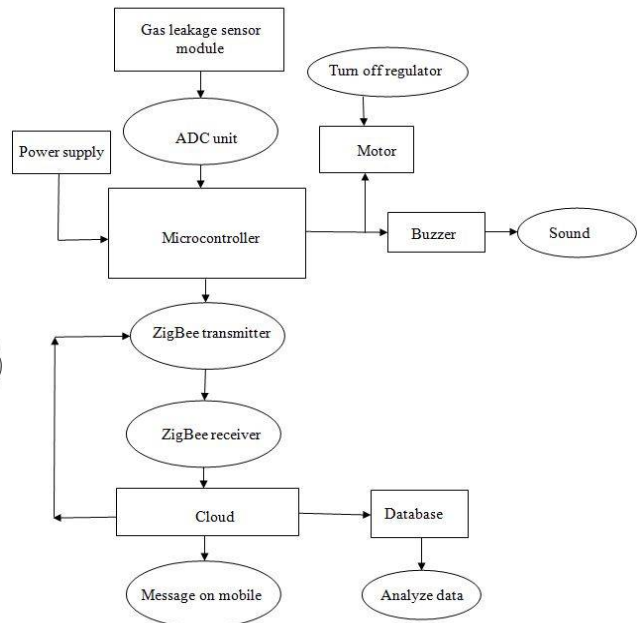 Gas leakage sensor
module
Turn off regulator
ADC unit
Power supply
Motor
Microcontroller
Buzzer
Sound
ZigBee transmitter
ZigBee receiver
Cloud
Database
Message on mobile
Analyze data